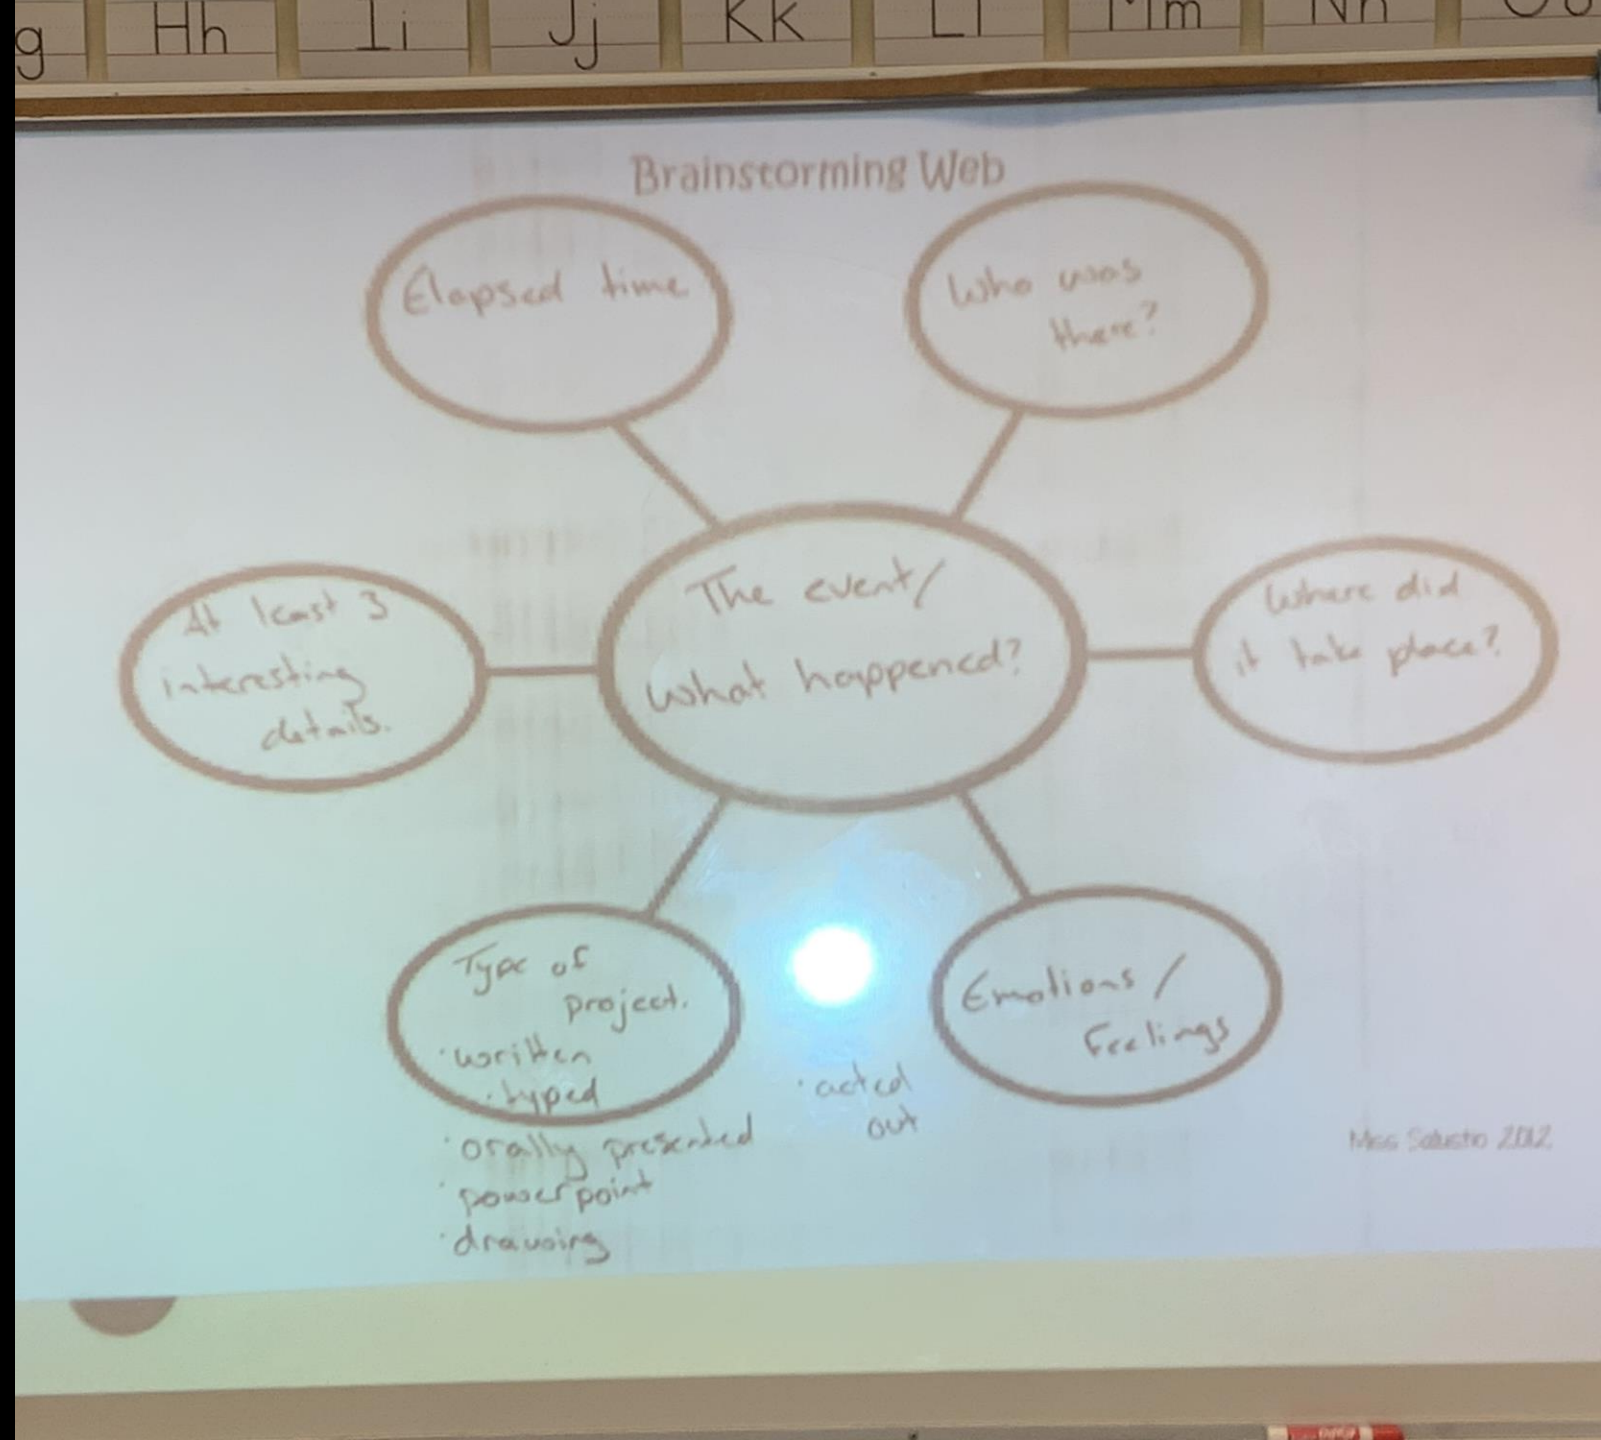 g Hh Ii Jj Kk Ll Mm Nn Oo
Brainstorming Web
Elapsed time
Who was
there?
The event/
What happened?
Where did
it take place?
At least 3
interesting
details.
Type of
project.
·written
·typed
·orally presented
·powerpoint
·drawing
·acted
out
Emotions /
Feelings
Miss Salustio 2012